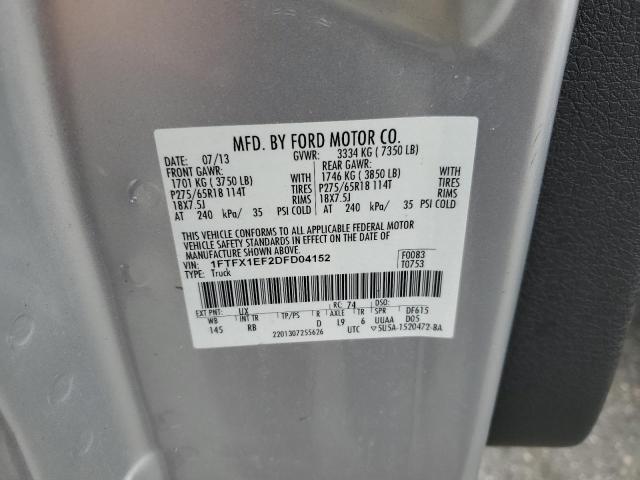 MFD. BY FORD MOTOR CO.
DATE: 07/13 GVWR: 3334 KG ( 7350 LB)
FRONT GAWR: REAR GAWR:
1701 KG ( 3750 LB) WITH 1746 KG ( 3850 LB) WITH
P275/65R18 114T TIRES P275/65R18 114T TIRES
18X7.5J RIMS 18X7.5J RIMS
AT 240 kPa/ 35 PSI COLD AT 240 kPa/ 35 PSI COLD
THIS VEHICLE CONFORMS TO ALL APPLICABLE FEDERAL MOTOR
VEHICLE SAFETY STANDARDS IN EFFECT ON THE DATE OF
MANUFACTURE SHOWN ABOVE.
VIN: 1FTFX1EF2DFD04152 F0083
TYPE: Truck T0753
EXT PNT: UX RC: 74 DSO:
WB INT TR TP/PS R AXLE TR SPR DF615
145 RB D L9 6 UUAA D05
2201307255626 UTC 5U5A-1520472-BA